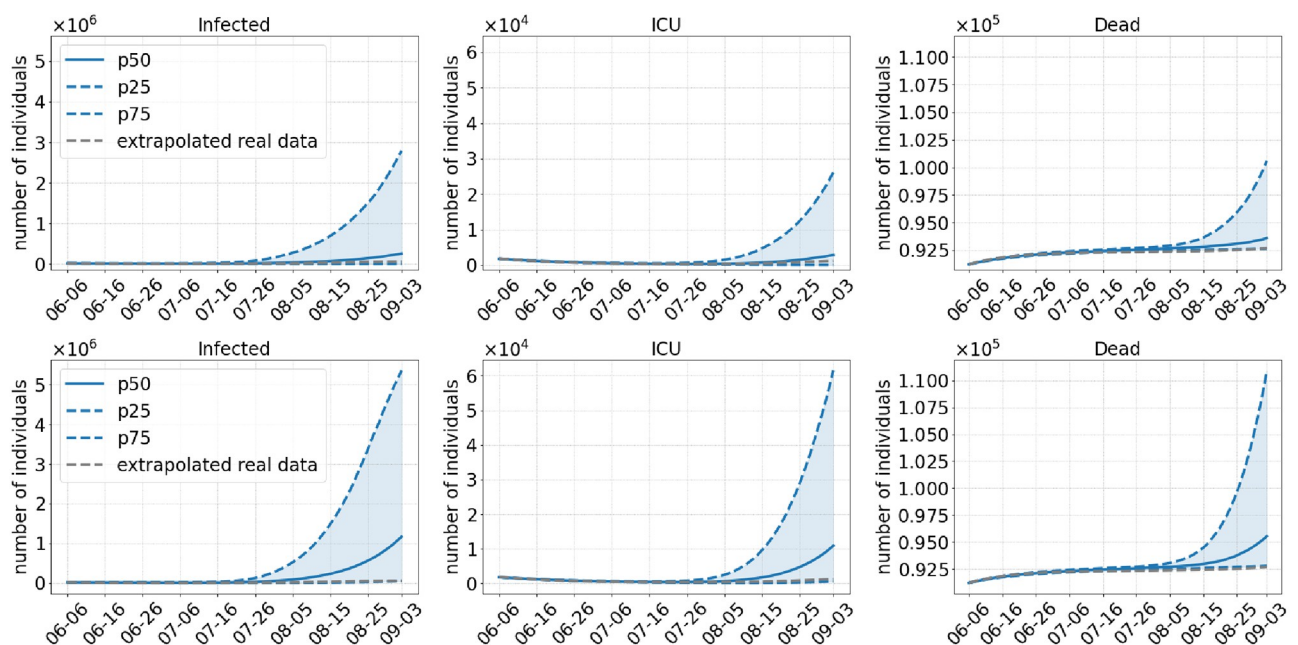 ×10⁶ Infected
number of individuals
5
4
3
2
1
0
p50
p25
p75
extrapolated real data
06-06 06-16 06-26 07-06 07-16 07-26 08-05 08-15 08-25 09-03
×10⁴ ICU
number of individuals
6
5
4
3
2
1
0
06-06 06-16 06-26 07-06 07-16 07-26 08-05 08-15 08-25 09-03
×10⁵ Dead
number of individuals
1.100
1.075
1.050
1.025
1.000
0.975
0.950
0.925
06-06 06-16 06-26 07-06 07-16 07-26 08-05 08-15 08-25 09-03
×10⁶ Infected
number of individuals
5
4
3
2
1
0
p50
p25
p75
extrapolated real data
06-06 06-16 06-26 07-06 07-16 07-26 08-05 08-15 08-25 09-03
×10⁴ ICU
number of individuals
6
5
4
3
2
1
0
06-06 06-16 06-26 07-06 07-16 07-26 08-05 08-15 08-25 09-03
×10⁵ Dead
number of individuals
1.100
1.075
1.050
1.025
1.000
0.975
0.950
0.925
06-06 06-16 06-26 07-06 07-16 07-26 08-05 08-15 08-25 09-03